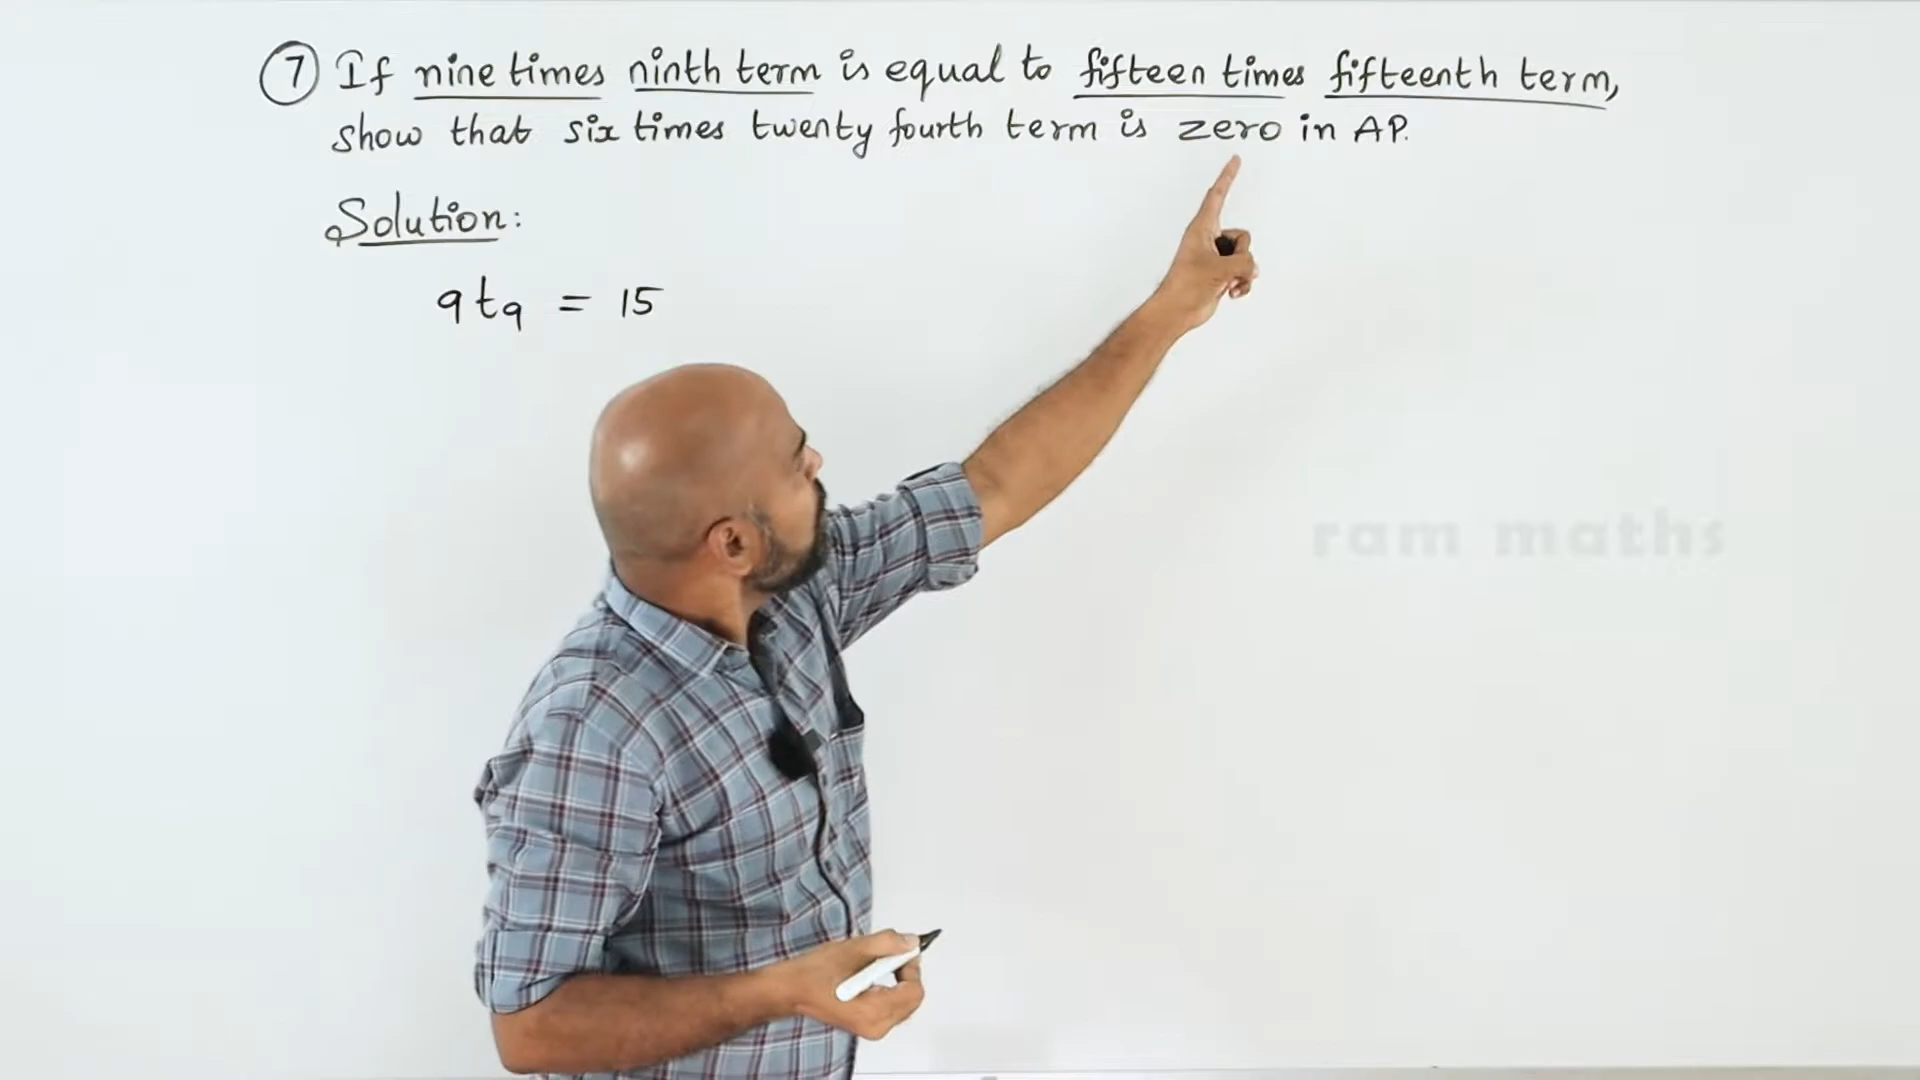 7 If nine times ninth term is equal to fifteen times fifteenth term,
show that six times twenty fourth term is zero in AP.
Solution:
9t₉ = 15
ram maths